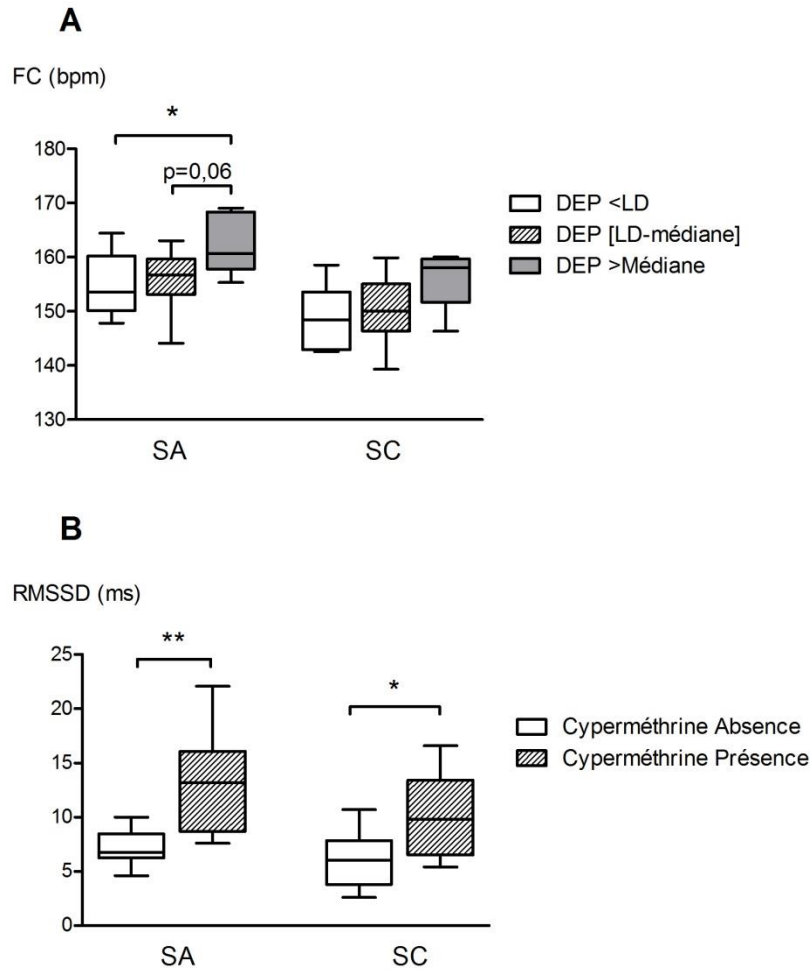 A
FC (bpm)
*
p=0,06
180
170
160
150
140
130
SA
SC
DEP <LD
DEP [LD-médiane]
DEP >Médiane
B
RMSSD (ms)
**
*
25
20
15
10
5
0
SA
SC
Cyperméthrine Absence
Cyperméthrine Présence